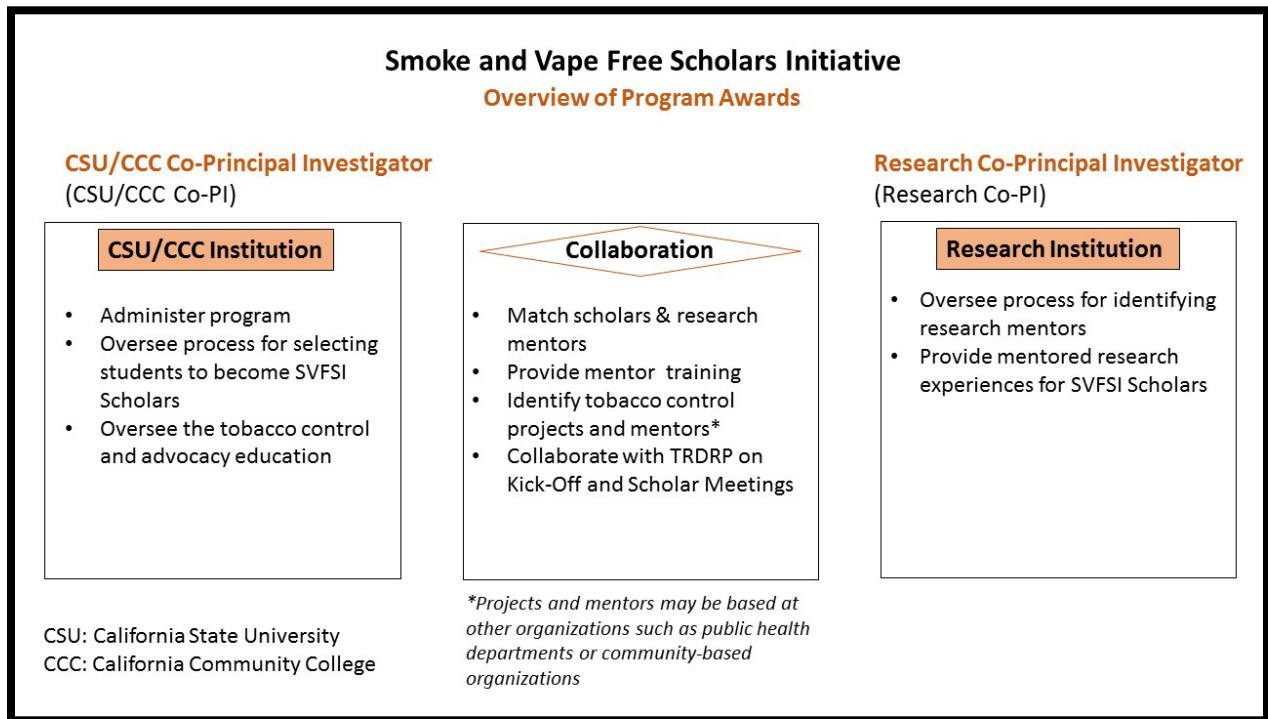 Smoke and Vape Free Scholars Initiative
Overview of Program Awards
CSU/CCC Co-Principal Investigator
(CSU/CCC Co-PI)
CSU/CCC Institution
• Administer program
• Oversee process for selecting
students to become SVFSI
Scholars
• Oversee the tobacco control
and advocacy education
Collaboration
• Match scholars & research
mentors
• Provide mentor training
• Identify tobacco control
projects and mentors*
• Collaborate with TRDRP on
Kick-Off and Scholar Meetings
*Projects and mentors may be based at
other organizations such as public health
departments or community-based
organizations
Research Co-Principal Investigator
(Research Co-PI)
Research Institution
• Oversee process for identifying
research mentors
• Provide mentored research
experiences for SVFSI Scholars
CSU: California State University
CCC: California Community College